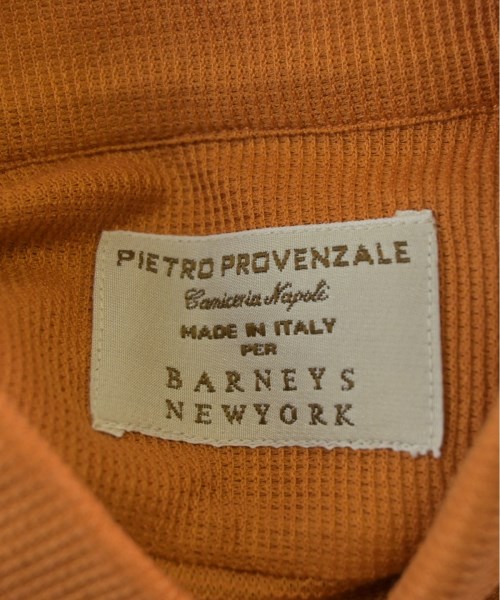 PIETRO PROVENZALE
Camiceria Napoli
MADE IN ITALY
PER
BARNEYS
NEWYORK